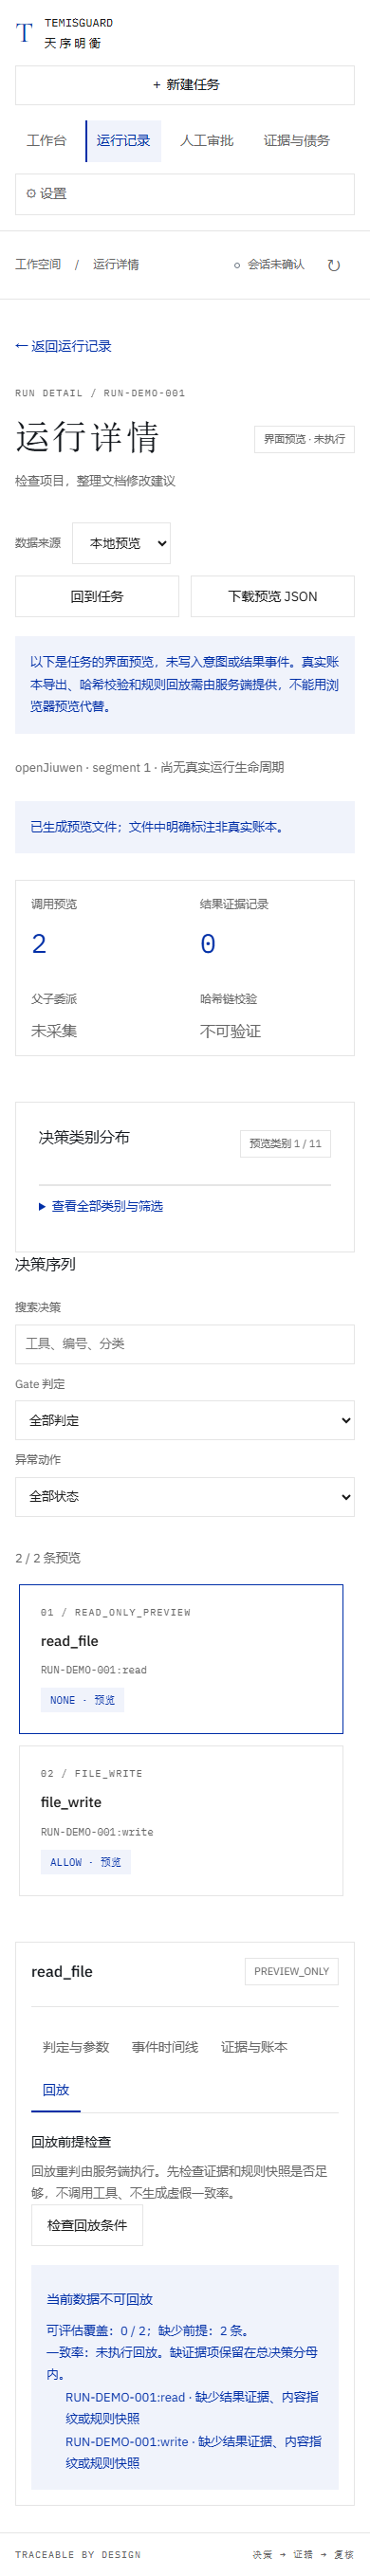 T TEMISGUARD
天序明衡
+ 新建任务
工作台 运行记录 人工审批 证据与债务
⚙ 设置
工作空间 / 运行详情 ○ 会话未确认 ↻
← 返回运行记录
RUN DETAIL / RUN-DEMO-001
运行详情 界面预览 · 未执行
检查项目，整理文档修改建议
数据来源 本地预览
回到任务 下载预览 JSON
以下是任务的界面预览，未写入意图或结果事件。真实账
本导出、哈希校验和规则回放需由服务端提供，不能用浏
览器预览代替。
openJiuwen · segment 1 · 尚无真实运行生命周期
已生成预览文件；文件中明确标注非真实账本。
调用预览 结果证据记录
2 0
父子委派 哈希链校验
未采集 不可验证
决策类别分布 预览类别 1 / 11
▶ 查看全部类别与筛选
决策序列
搜索决策
工具、编号、分类
Gate 判定
全部判定
异常动作
全部状态
2 / 2 条预览
01 / READ_ONLY_PREVIEW
read_file
RUN-DEMO-001:read
NONE · 预览
02 / FILE_WRITE
file_write
RUN-DEMO-001:write
ALLOW · 预览
read_file PREVIEW_ONLY
判定与参数 事件时间线 证据与账本
回放
回放前提检查
回放重判由服务端执行。先检查证据和规则快照是否足
够，不调用工具、不生成虚假一致率。
检查回放条件
当前数据不可回放
可评估覆盖：0 / 2；缺少前提：2 条。
一致率：未执行回放。缺证据项保留在总决策分母
内。
RUN-DEMO-001:read · 缺少结果证据、内容指
纹或规则快照
RUN-DEMO-001:write · 缺少结果证据、内容指
纹或规则快照
TRACEABLE BY DESIGN 决策 → 证据 → 复核